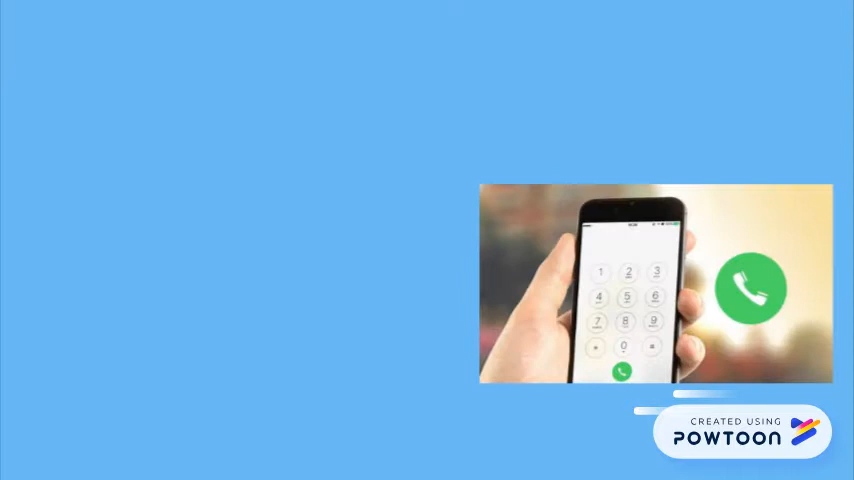 1 2 3
4 5 6
7 8 9
* 0 #
CREATED USING
POWTOON